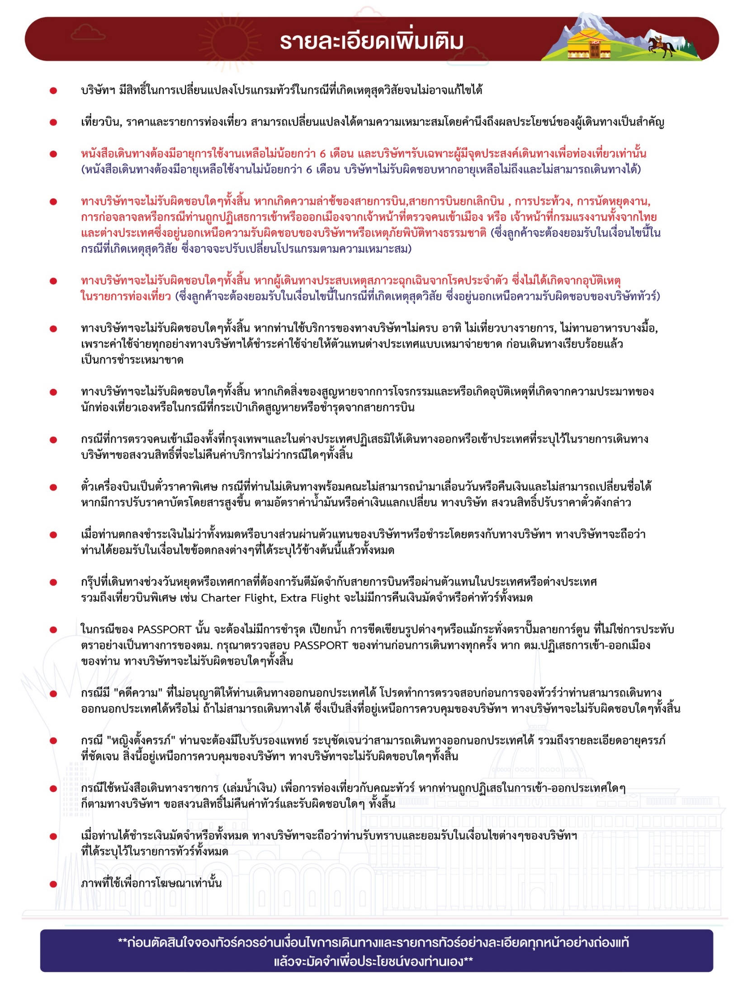 รายละเอียดเพิ่มเติม
บริษัทฯ มีสิทธิ์ในการเปลี่ยนแปลงโปรแกรมทัวร์ในกรณีที่เกิดเหตุสุดวิสัยจนไม่อาจแก้ไขได้
เที่ยวบิน, ราคาและรายการท่องเที่ยว สามารถเปลี่ยนแปลงได้ตามความเหมาะสมโดยคำนึงถึงผลประโยชน์ของผู้เดินทางเป็นสำคัญ
หนังสือเดินทางต้องมีอายุการใช้งานเหลือไม่น้อยกว่า 6 เดือน และบริษัทฯรับเฉพาะผู้มีจุดประสงค์เดินทางเพื่อท่องเที่ยวเท่านั้น
(หนังสือเดินทางต้องมีอายุเหลือใช้งานไม่น้อยกว่า 6 เดือน บริษัทฯไม่รับผิดชอบหากอายุเหลือไม่ถึงและไม่สามารถเดินทางได้)
ทางบริษัทฯจะไม่รับผิดชอบใดๆทั้งสิ้น หากเกิดความล่าช้ของสายการบิน,สายการบินยกเลิกบิน , การประท้วง, การนัดหยุดงาน,
การก่อจลาจลหรือกรณีท่านถูกปฏิเสธการเข้าหรือออกเมืองจากเจ้าหน้าที่ตรวจคนเข้าเมือง หรือ เจ้าหน้าที่กรมแรงงานทั้งจากไทย
และต่างประเทศซึ่งอยู่นอกเหนือความรับผิดชอบของบริษัทฯหรือเหตุภัยพิบัติทางธรรมชาติ (ซึ่งลูกค้าจะต้องยอมรับในเงื่อนไขนี้ใน
กรณีที่เกิดเหตุสุดวิสัย ซึ่งอาจจะปรับเปลี่ยนโปรแกรมตามความเหมาะสม)
ทางบริษัทฯจะไม่รับผิดชอบใดๆทั้งสิ้น หากผู้เดินทางประสบเหตุสภาวะฉุกเฉินจากโรคประจำตัว ซึ่งไม่ได้เกิดจากอุบัติเหตุ
ในรายการท่องเที่ยว (ซึ่งลูกค้าจะต้องยอมรับในเงื่อนไขนี้ในกรณีที่เกิดเหตุสุดวิสัย ซึ่งอยู่นอกเหนือความรับผิดชอบของบริษัททัวร์)
ทางบริษัทฯจะไม่รับผิดชอบใดๆทั้งสิ้น หากท่านใช้บริการของทางบริษัทฯไม่ครบ อาทิ ไม่เที่ยวบางรายการ, ไม่ทานอาหารบางมื้อ,
เพราะค่าใช้จ่ายทุกอย่างทางบริษัทฯได้ชำระค่าใช้จ่ายให้ตัวแทนต่างประเทศแบบเหมาจ่ายขาด ก่อนเดินทางเรียบร้อยแล้ว
เป็นการชำระเหมาขาด
ทางบริษัทฯจะไม่รับผิดชอบใดๆทั้งสิ้น หากเกิดสิ่งของสูญหายจากการโจรกรรมและหรือเกิดอุบัติเหตุที่เกิดจากความประมาทของ
นักท่องเที่ยวเองหรือในกรณีที่กระเป๋าเกิดสูญหายหรือชำรุดจากสายการบิน
กรณีที่การตรวจคนเข้าเมืองทั้งที่กรุงเทพฯและในต่างประเทศปฏิเสธมิให้เดินทางออกหรือเข้าประเทศที่ระบุไว้ในรายการเดินทาง
บริษัทฯขอสงวนสิทธิ์ที่จะไม่คืนค่าบริการไม่ว่ากรณีใดๆทั้งสิ้น
ตั๋วเครื่องบินเป็นตั๋วราคาพิเศษ กรณีที่ท่านไม่เดินทางพร้อมคณะไม่สามารถนำมาเลื่อนวันหรือคืนเงินและไม่สามารถเปลี่ยนชื่อได้
หากมีการปรับราคาบัตรโดยสารสูงขึ้น ตามอัตราค่าน้ำมันหรือค่าเงินแลกเปลี่ยน ทางบริษัท สงวนสิทธิ์ปรับราคาตั๋วดังกล่าว
เมื่อท่านตกลงชำระเงินไม่ว่าทั้งหมดหรือบางส่วนผ่านตัวแทนของบริษัทฯหรือชำระโดยตรงกับทางบริษัทฯ ทางบริษัทฯจะถือว่า
ท่านได้ยอมรับในเงื่อนไขข้อตกลงต่างๆที่ได้ระบุไว้ข้างต้นนี้แล้วทั้งหมด
กรุ๊ปที่เดินทางช่วงวันหยุดหรือเทศกาลที่ต้องการันตีมัดจำกับสายการบินหรือผ่านตัวแทนในประเทศหรือต่างประเทศ
รวมถึงเที่ยวบินพิเศษ เช่น Charter Flight, Extra Flight จะไม่มีการคืนเงินมัดจำหรือค่าทัวร์ทั้งหมด
ในกรณีของ PASSPORT นั้น จะต้องไม่มีการชำรุด เปียกน้ำ การขีดเขียนรูปต่างๆหรือแม้กระทั่งตราปั๊มลายการ์ตูน ที่ไม่ใช่การประทับ
ตราอย่างเป็นทางการของตม. กรุณาตรวจสอบ PASSPORT ของท่านก่อนการเดินทางทุกครั้ง หาก ตม.ปฏิเสธการเข้า-ออกเมือง
ของท่าน ทางบริษัทฯจะไม่รับผิดชอบใดๆทั้งสิ้น
กรณีมี "คดีความ" ที่ไม่อนุญาติให้ท่านเดินทางออกนอกประเทศได้ โปรดทำการตรวจสอบก่อนการจองทัวร์ว่าท่านสามารถเดินทาง
ออกนอกประเทศได้หรือไม่ ถ้าไม่สามารถเดินทางได้ ซึ่งเป็นสิ่งที่อยู่เหนือการควบคุมของบริษัทฯ ทางบริษัทฯจะไม่รับผิดชอบใดๆทั้งสิ้น
กรณี "หญิงตั้งครรภ์" ท่านจะต้องมีใบรับรองแพทย์ ระบุชัดเจนว่าสามารถเดินทางออกนอกประเทศได้ รวมถึงรายละเอียดอายุครรภ์
ที่ชัดเจน สิ่งนี้อยู่เหนือการควบคุมของบริษัทฯ ทางบริษัทฯจะไม่รับผิดขอบใดๆทั้งสิ้น
กรณีใช้หนังสือเดินทางราชการ (เล่มน้ำเงิน) เพื่อการท่องเที่ยวกับคณะทัวร์ หากท่านถูกปฏิเสธในการเข้า-ออกประเทศใดๆ
ก็ตามทางบริษัทฯ ขอสงวนสิทธิ์ไม่คืนค่าทัวร์และรับผิดชอบใดๆ ทั้งสิ้น
เมื่อท่านได้ชำระเงินมัดจำหรือทั้งหมด ทางบริษัทฯจะถือว่าท่านรับทราบและยอมรับในเงื่อนไขต่างๆของบริษัทฯ
ที่ได้ระบุไว้ในรายการทัวร์ทั้งหมด
ภาพที่ใช้เพื่อการโฆษณาเท่านั้น
**ก่อนตัดสินใจจองทัวร์ควรอ่านเงื่อนไขการเดินทางและรายการทัวร์อย่างละเอียดทุกหน้าอย่างถ่องแท้
แล้วจะมัดจำเพื่อประโยชน์ของท่านเอง**